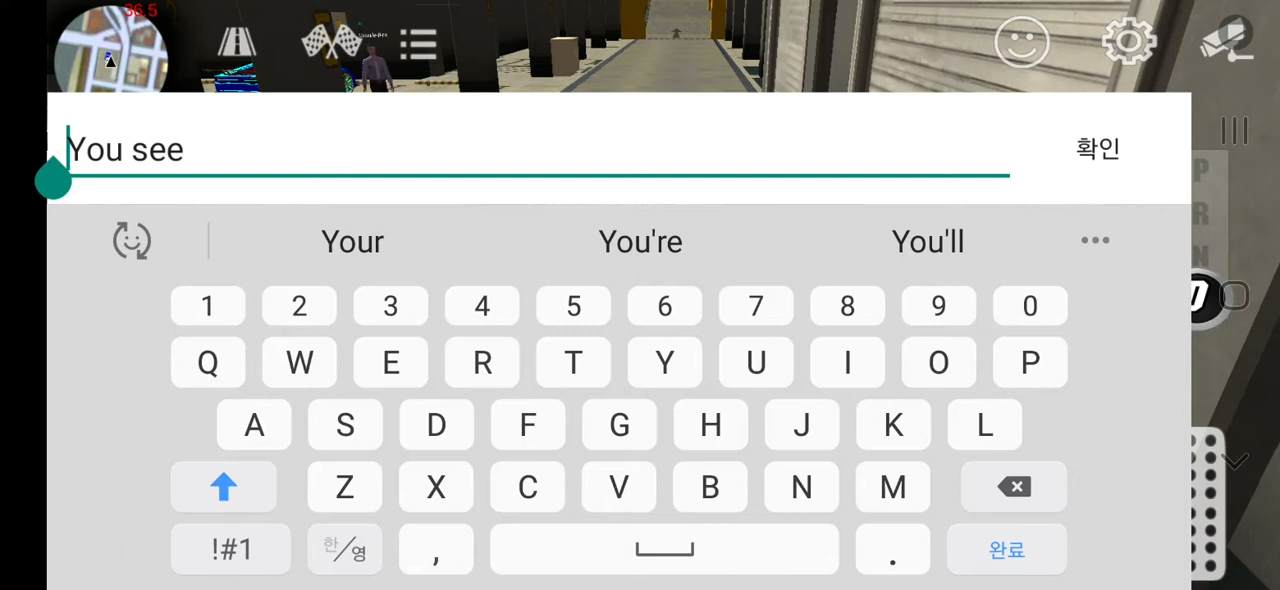 36.5
You see
확인
Your You're You'll
1 2 3 4 5 6 7 8 9 0
Q W E R T Y U I O P
A S D F G H J K L
Z X C V B N M
!#1 한/영 , . 완료
P
R
N